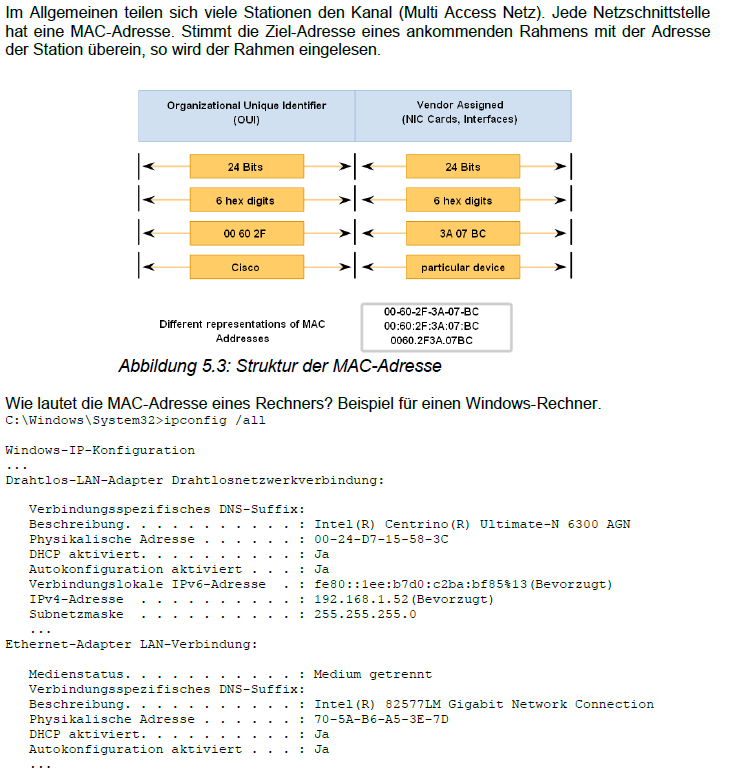 Im Allgemeinen teilen sich viele Stationen den Kanal (Multi Access Netz). Jede Netzschnittstelle
hat eine MAC-Adresse. Stimmt die Ziel-Adresse eines ankommenden Rahmens mit der Adresse
der Station überein, so wird der Rahmen eingelesen.
Organizational Unique Identifier
(OUI)
Vendor Assigned
(NIC Cards, Interfaces)
24 Bits
24 Bits
6 hex digits
6 hex digits
00 60 2F
3A 07 BC
Cisco
particular device
Different representations of MAC
Addresses
00-60-2F-3A-07-BC
00:60:2F:3A:07:BC
0060.2F3A.07BC
Abbildung 5.3: Struktur der MAC-Adresse
Wie lautet die MAC-Adresse eines Rechners? Beispiel für einen Windows-Rechner.
C:\Windows\System32>ipconfig /all
Windows-IP-Konfiguration
...
Drahtlos-LAN-Adapter Drahtlosnetzwerkverbindung:
Verbindungsspezifisches DNS-Suffix:
Beschreibung. . . . . . . . . . . : Intel(R) Centrino(R) Ultimate-N 6300 AGN
Physikalische Adresse . . . . . . : 00-24-D7-15-58-3C
DHCP aktiviert. . . . . . . . . . : Ja
Autokonfiguration aktiviert . . . : Ja
Verbindungslokale IPv6-Adresse  . : fe80::1ee:b7d0:c2ba:bf85%13(Bevorzugt)
IPv4-Adresse  . . . . . . . . . . : 192.168.1.52(Bevorzugt)
Subnetzmaske  . . . . . . . . . . : 255.255.255.0
...
Ethernet-Adapter LAN-Verbindung:
Medienstatus. . . . . . . . . . . : Medium getrennt
Verbindungsspezifisches DNS-Suffix:
Beschreibung. . . . . . . . . . . : Intel(R) 82577LM Gigabit Network Connection
Physikalische Adresse . . . . . . : 70-5A-B6-A5-3E-7D
DHCP aktiviert. . . . . . . . . . : Ja
Autokonfiguration aktiviert . . . : Ja
...